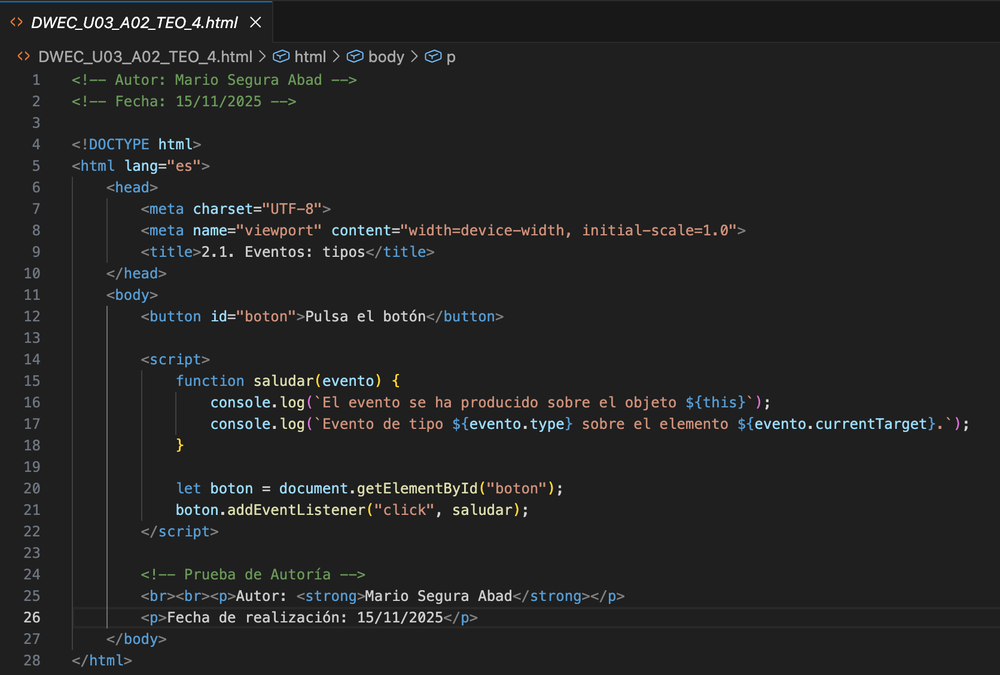 DWEC_U03_A02_TEO_4.html
DWEC_U03_A02_TEO_4.html > html > body > p
1 <!-- Autor: Mario Segura Abad -->
2 <!-- Fecha: 15/11/2025 -->
3
4 <!DOCTYPE html>
5 <html lang="es">
6 <head>
7 <meta charset="UTF-8">
8 <meta name="viewport" content="width=device-width, initial-scale=1.0">
9 <title>2.1. Eventos: tipos</title>
10 </head>
11 <body>
12 <button id="boton">Pulsa el botón</button>
13
14 <script>
15 function saludar(evento) {
16 console.log(`El evento se ha producido sobre el objeto ${this}`);
17 console.log(`Evento de tipo ${evento.type} sobre el elemento ${evento.currentTarget}.`);
18 }
19
20 let boton = document.getElementById("boton");
21 boton.addEventListener("click", saludar);
22 </script>
23
24 <!-- Prueba de Autoría -->
25 <br><br><p>Autor: <strong>Mario Segura Abad</strong></p>
26 <p>Fecha de realización: 15/11/2025</p>
27 </body>
28 </html>